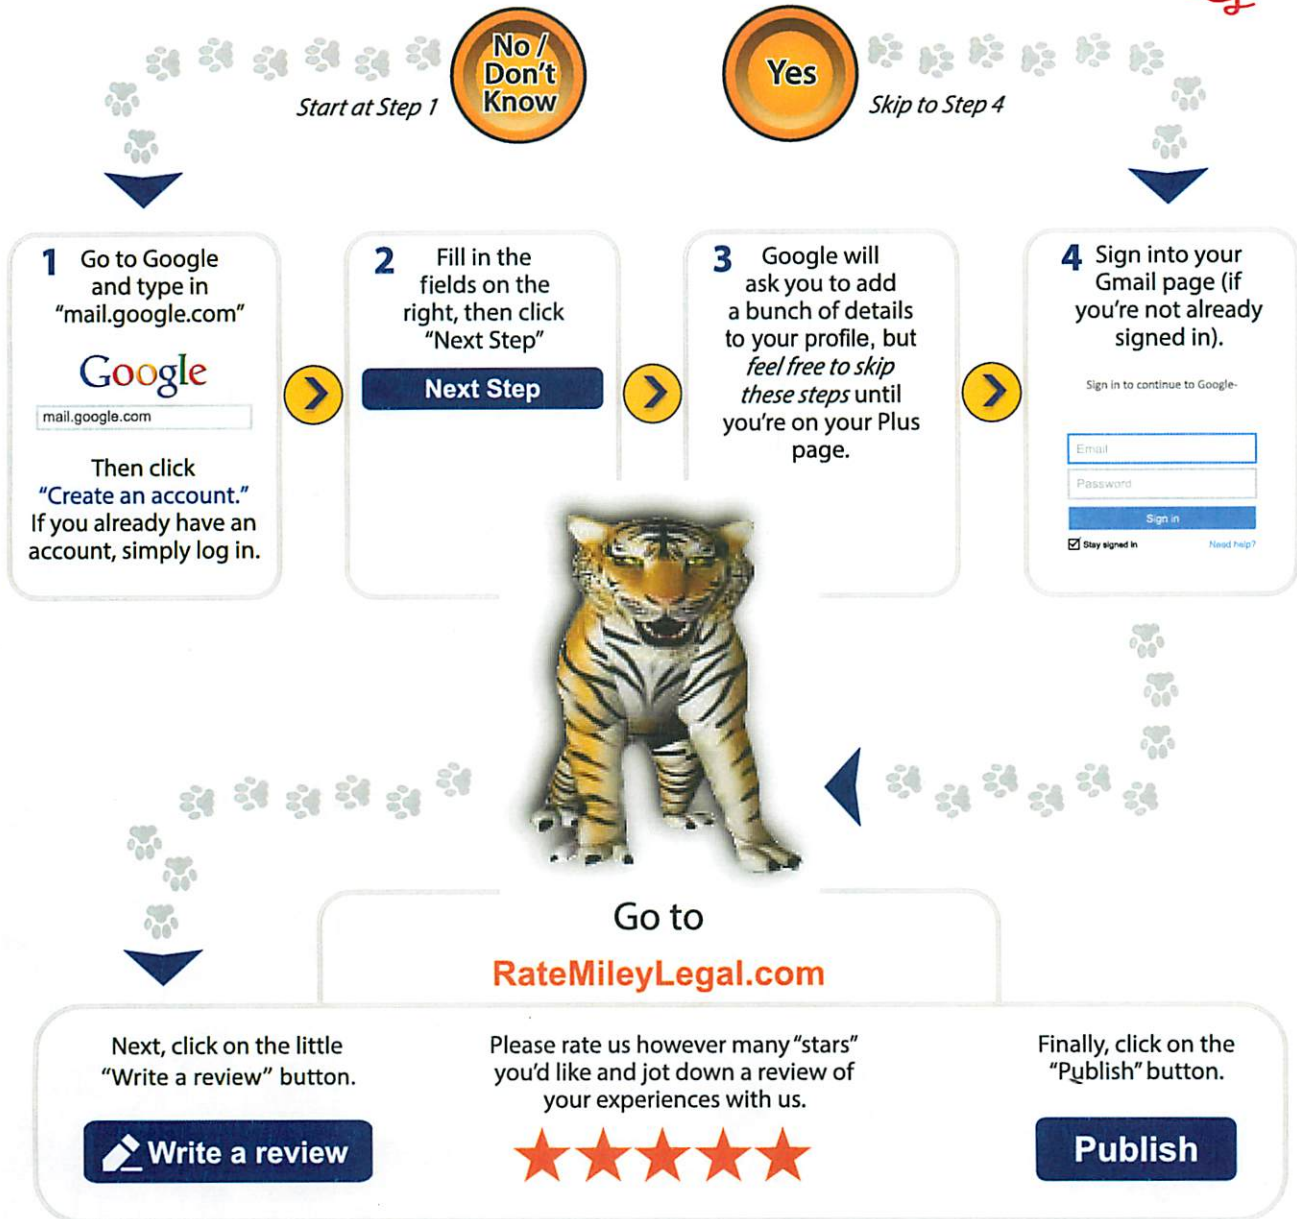 No /
Don't
Know
Start at Step 1
Yes
Skip to Step 4
1 Go to Google
and type in
"mail.google.com"
Google
mail.google.com
Then click
"Create an account."
If you already have an
account, simply log in.
2 Fill in the
fields on the
right, then click
"Next Step"
Next Step
3 Google will
ask you to add
a bunch of details
to your profile, but
feel free to skip
these steps until
you're on your Plus
page.
4 Sign into your
Gmail page (if
you're not already
signed in).
Sign in to continue to Google-
Email
Password
Sign in
Stay signed in
Need help?
Go to
RateMileyLegal.com
Next, click on the little
"Write a review" button.
Write a review
Please rate us however many "stars"
you'd like and jot down a review of
your experiences with us.
Finally, click on the
"Publish" button.
Publish